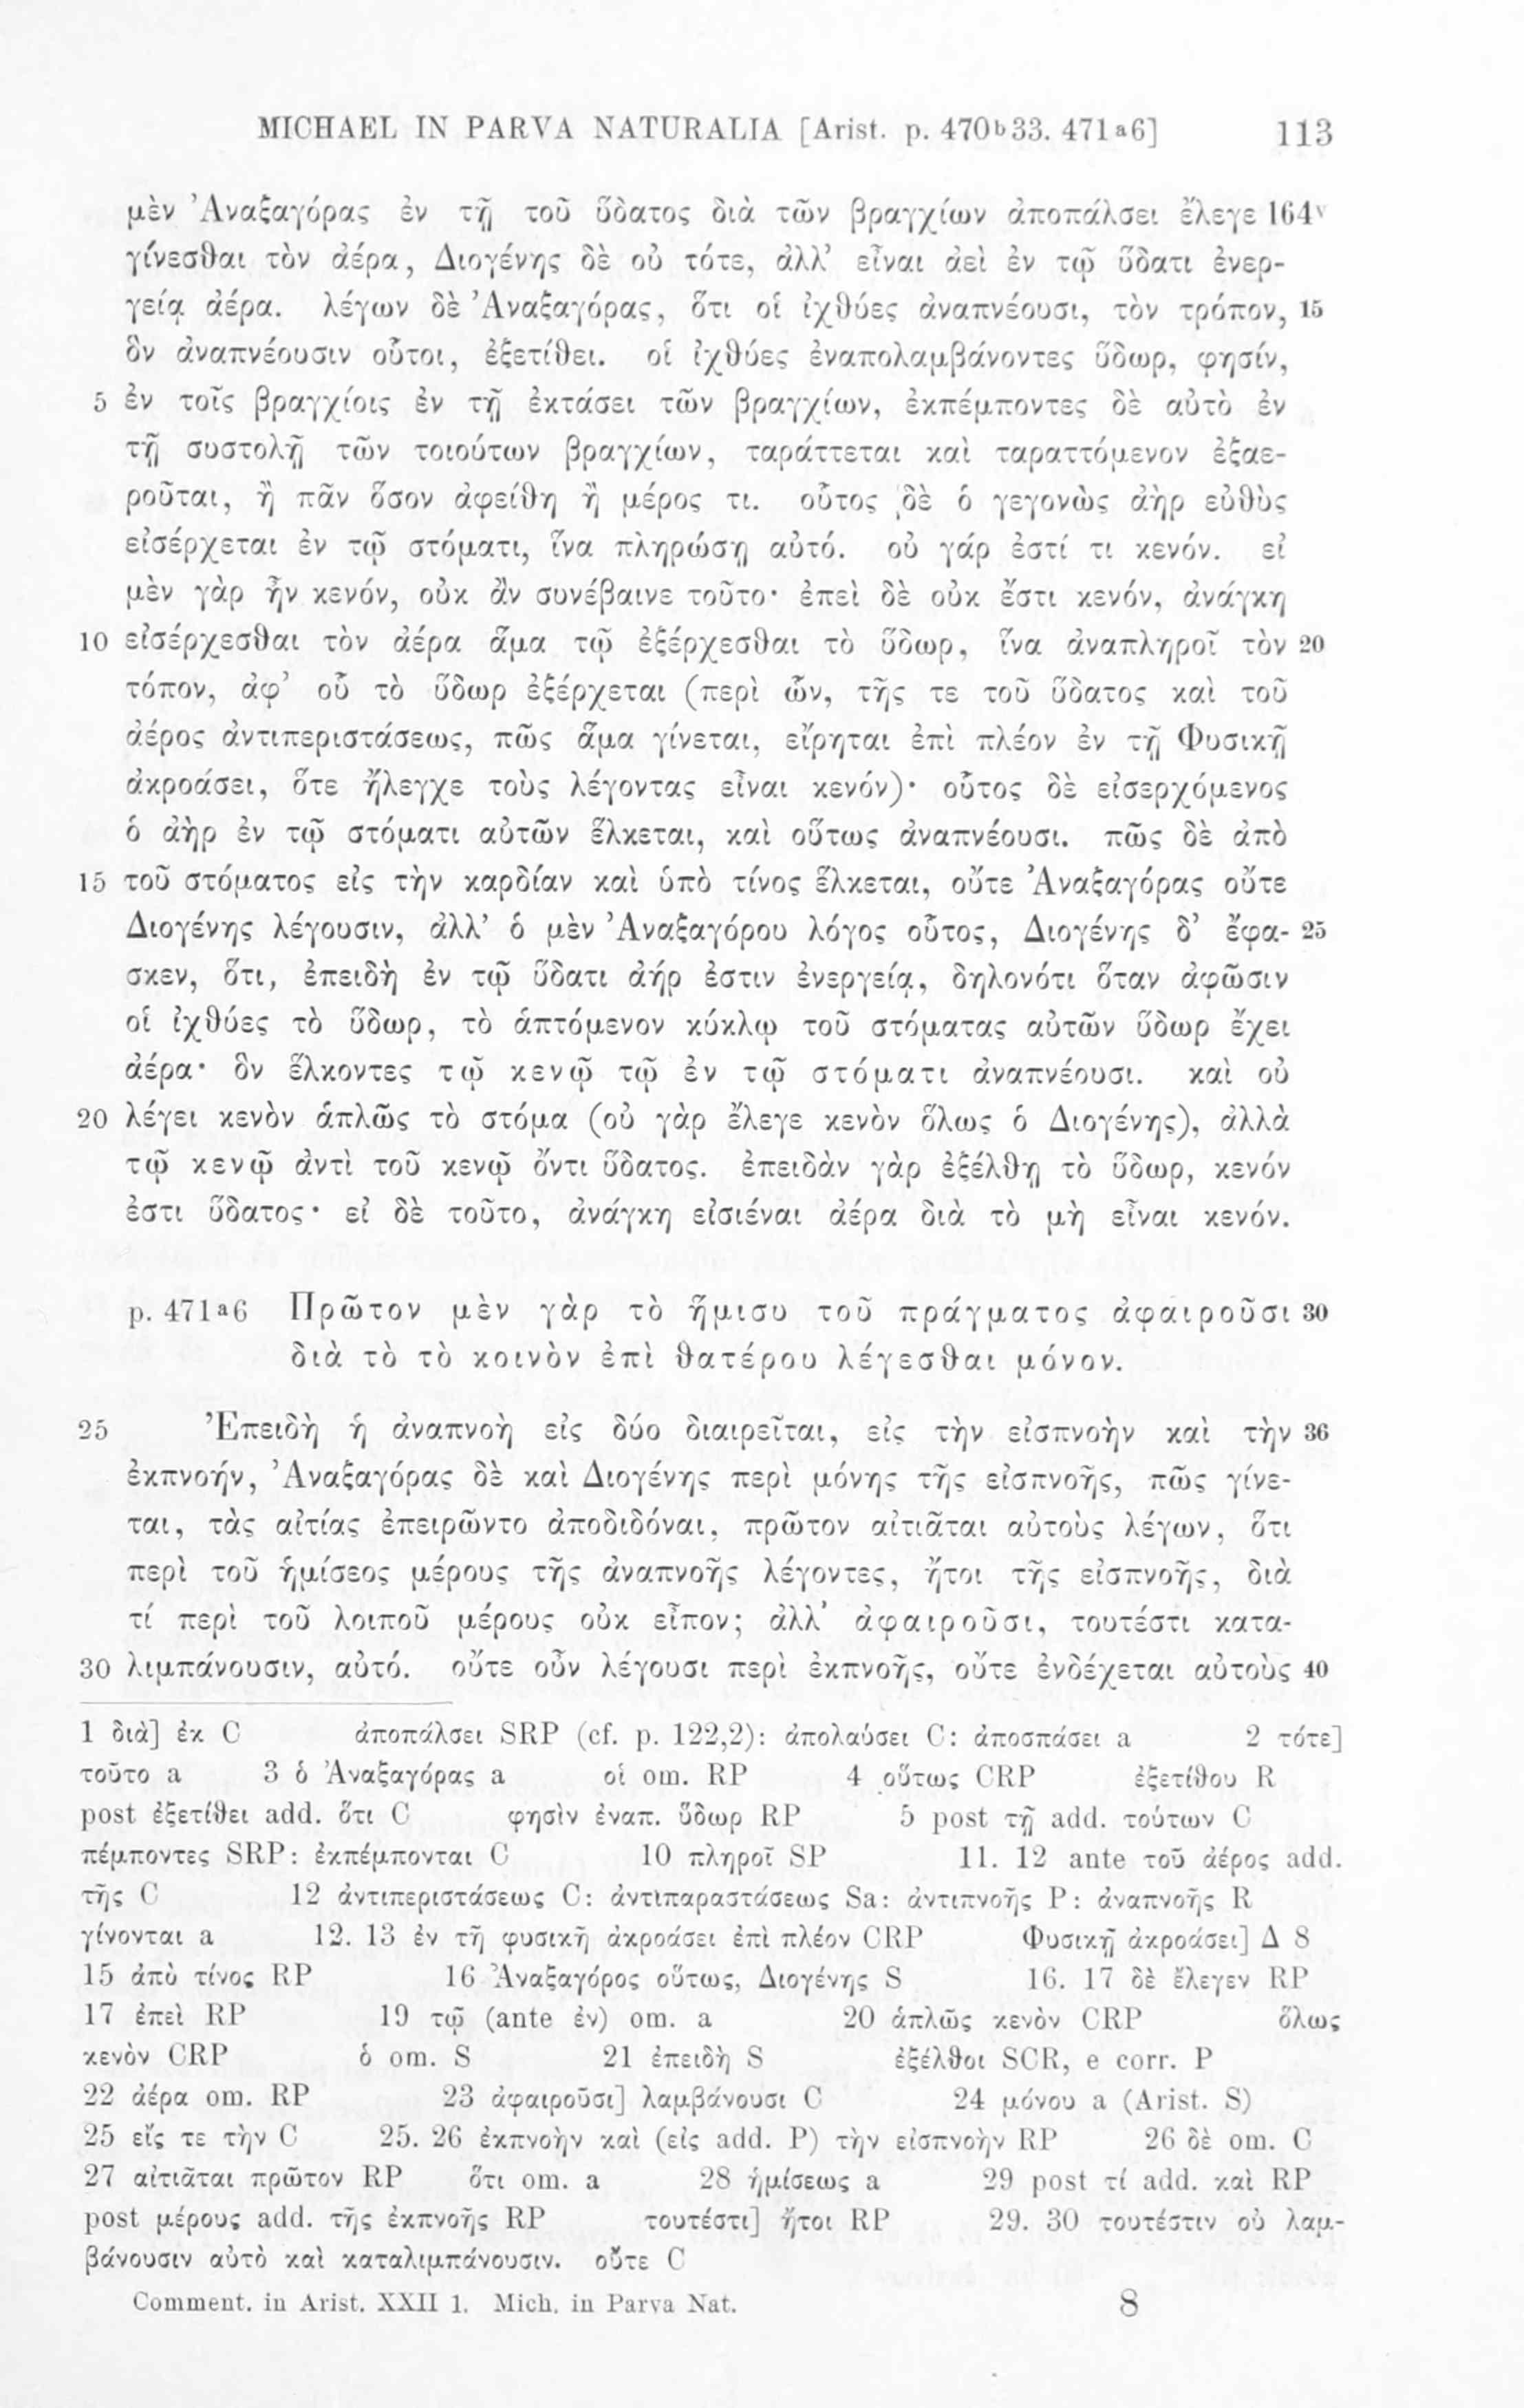 MICHAEL IN PARVA NATURALIA [Arist. p. 470b33. 471a6] 113
μὲν Ἀναξαγόρας ἐν τῇ τοῦ ὕδατος διὰ τῶν βραγχίων ἀποπάλσει ἔλεγε 164v
γίνεσθαι τὸν ἀέρα, Διογένης δὲ οὐ τότε, ἀλλ’ εἶναι ἀεὶ ἐν τῷ ὕδατι ἐνερ-
γείᾳ ἀέρα. λέγων δὲ Ἀναξαγόρας, ὅτι οἱ ἰχθύες ἀναπνέουσι, τὸν τρόπον, 15
ὃν ἀναπνέουσιν οὗτοι, ἐξετίθει. οἱ ἰχθύες ἐναπολαμβάνοντες ὕδωρ, φησίν,
5 ἐν τοῖς βραγχίοις ἐν τῇ ἐκτάσει τῶν βραγχίων, ἐκπέμποντες δὲ αὐτὸ ἐν
τῇ συστολῇ τῶν τοιούτων βραγχίων, ταράττεται καὶ ταραττόμενον ἐξαε-
ροῦται, ἢ πᾶν ὅσον ἀφείθη ἢ μέρος τι. οὗτος δὲ ὁ γεγονὼς ἀὴρ εὐθὺς
εἰσέρχεται ἐν τῷ στόματι, ἵνα πληρώσῃ αὐτό. οὐ γάρ ἐστί τι κενόν. εἰ
μὲν γὰρ ἦν κενόν, οὐκ ἂν συνέβαινε τοῦτο· ἐπεὶ δὲ οὐκ ἔστι κενόν, ἀνάγκη
10 εἰσέρχεσθαι τὸν ἀέρα ἅμα τῷ ἐξέρχεσθαι τὸ ὕδωρ, ἵνα ἀναπληροῖ τὸν 20
τόπον, ἀφ’ οὗ τὸ ὕδωρ ἐξέρχεται (περὶ ὧν, τῆς τε τοῦ ὕδατος καὶ τοῦ
ἀέρος ἀντιπεριστάσεως, πῶς ἅμα γίνεται, εἴρηται ἐπὶ πλέον ἐν τῇ Φυσικῇ
ἀκροάσει, ὅτε ἤλεγχε τοὺς λέγοντας εἶναι κενόν)· οὗτος δὲ εἰσερχόμενος
ὁ ἀὴρ ἐν τῷ στόματι αὐτῶν ἕλκεται, καὶ οὕτως ἀναπνέουσι. πῶς δὲ ἀπὸ
15 τοῦ στόματος εἰς τὴν καρδίαν καὶ ὑπὸ τίνος ἕλκεται, οὔτε Ἀναξαγόρας οὔτε
Διογένης λέγουσιν, ἀλλ’ ὁ μὲν Ἀναξαγόρου λόγος οὗτος, Διογένης δ’ ἔφα- 25
σκεν, ὅτι, ἐπειδὴ ἐν τῷ ὕδατι ἀήρ ἐστιν ἐνεργείᾳ, δηλονότι ὅταν ἀφῶσιν
οἱ ἰχθύες τὸ ὕδωρ, τὸ ἁπτόμενον κύκλῳ τοῦ στόματας αὐτῶν ὕδωρ ἔχει
ἀέρα· ὃν ἕλκοντες τῷ κενῷ τῷ ἐν τῷ στόματι ἀναπνέουσι. καὶ οὐ
20 λέγει κενὸν ἁπλῶς τὸ στόμα (οὐ γὰρ ἔλεγε κενὸν ὅλως ὁ Διογένης), ἀλλὰ
τῷ κενῷ ἀντὶ τοῦ κενῷ ὄντι ὕδατος. ἐπειδὰν γὰρ ἐξέλθῃ τὸ ὕδωρ, κενόν
ἐστι ὕδατος· εἰ δὲ τοῦτο, ἀνάγκη εἰσιέναι ἀέρα διὰ τὸ μὴ εἶναι κενόν.
p. 471a6 Πρῶτον μὲν γὰρ τὸ ἥμισυ τοῦ πράγματος ἀφαιροῦσι 30
διὰ τὸ τὸ κοινὸν ἐπὶ θατέρου λέγεσθαι μόνον.
25 Ἐπειδὴ ἡ ἀναπνοὴ εἰς δύο διαιρεῖται, εἰς τὴν εἰσπνοὴν καὶ τὴν 36
ἐκπνοήν, Ἀναξαγόρας δὲ καὶ Διογένης περὶ μόνης τῆς εἰσπνοῆς, πῶς γίνε-
ται, τὰς αἰτίας ἐπειρῶντο ἀποδιδόναι, πρῶτον αἰτιᾶται αὐτοὺς λέγων, ὅτι
περὶ τοῦ ἡμίσεος μέρους τῆς ἀναπνοῆς λέγοντες, ἤτοι τῆς εἰσπνοῆς, διὰ
τί περὶ τοῦ λοιποῦ μέρους οὐκ εἶπον; ἀλλ’ ἀφαιροῦσι, τουτέστι κατα-
30 λιμπάνουσιν, αὐτό. οὔτε οὖν λέγουσι περὶ ἐκπνοῆς, οὔτε ἐνδέχεται αὐτοὺς 40
1 διὰ] ἐκ C ἀποπάλσει SRP (cf. p. 122,2): ἀπολαύσει C: ἀποσπάσει a 2 τότε]
τοῦτο a 3 ὁ Ἀναξαγόρας a οἱ om. RP 4 οὕτως CRP ἐξετίθου R
post ἐξετίθει add. ὅτι C φησὶν ἐναπ. ὕδωρ RP 5 post τῇ add. τούτων C
πέμποντες SRP: ἐκπέμπονται C 10 πληροῖ SP 11. 12 ante τοῦ ἀέρος add.
τῆς C 12 ἀντιπεριστάσεως C: ἀντιπαραστάσεως Sa: ἀντιπνοῆς P: ἀναπνοῆς R
γίνονται a 12. 13 ἐν τῇ φυσικῇ ἀκροάσει ἐπὶ πλέον CRP Φυσικῇ ἀκροάσει] Δ 8
15 ἀπὸ τίνος RP 16 Ἀναξαγόρος οὕτως, Διογένης S 16. 17 δὲ ἔλεγεν RP
17 ἐπεὶ RP 19 τῷ (ante ἐν) om. a 20 ἁπλῶς κενὸν CRP ὅλως
κενὸν CRP ὁ om. S 21 ἐπειδὴ S ἐξέλθοι SCR, e corr. P
22 ἀέρα om. RP 23 ἀφαιροῦσι] λαμβάνουσι C 24 μόνου a (Arist. S)
25 εἴς τε τὴν C 25. 26 ἐκπνοὴν καὶ (εἰς add. P) τὴν εἰσπνοὴν RP 26 δὲ om. C
27 αἰτιᾶται πρῶτον RP ὅτι om. a 28 ἡμίσεως a 29 post τί add. καὶ RP
post μέρους add. τῆς ἐκπνοῆς RP τουτέστι] ἤτοι RP 29. 30 τουτέστιν οὐ λαμ-
βάνουσιν αὐτὸ καὶ καταλιμπάνουσιν. οὔτε C
Comment. in Arist. XXII 1. Mich. in Parva Nat. 8